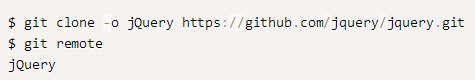 $ git clone -o jQuery https://github.com/jquery/jquery.git
$ git remote
jQuery